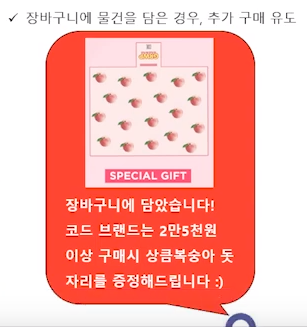 ✓ 장바구니에 물건을 담은 경우, 추가 구매 유도
SPECIAL GIFT
장바구니에 담았습니다!
코드 브랜드는 2만5천원
이상 구매시 상큼복숭아 돗
자리를 증정해드립니다 :)